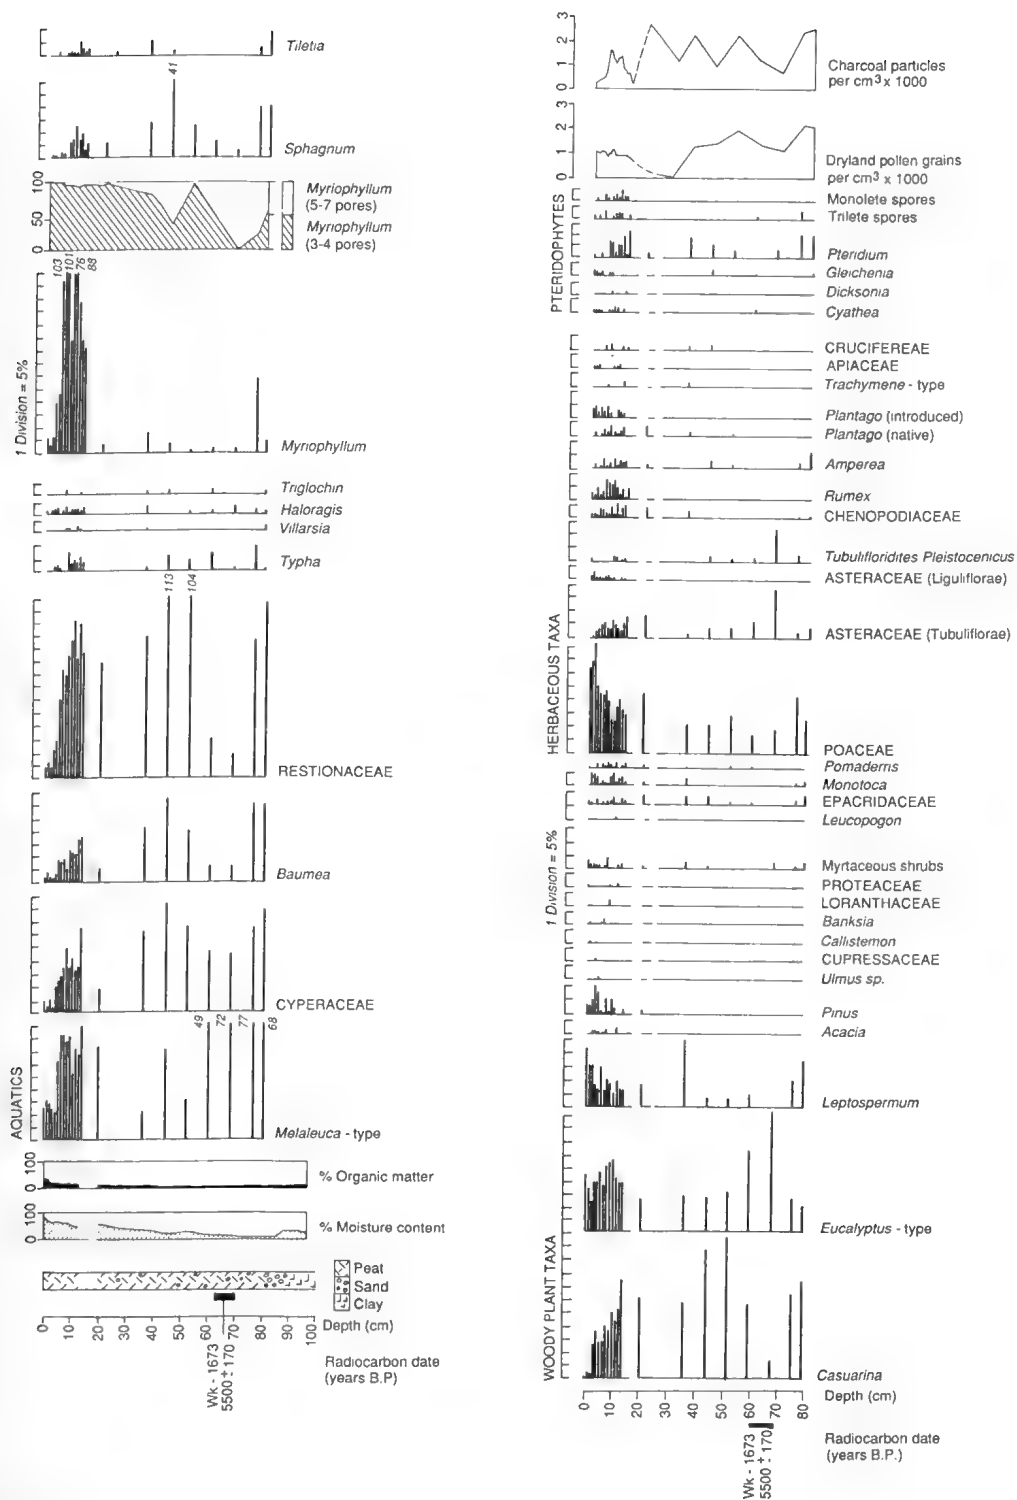 Tiletia
41
Sphagnum
100
50
0
Myriophyllum
(5-7 pores)
Myriophyllum
(3-4 pores)
103
101
76
88
1 Division = 5%
Myriophyllum
Triglochin
Haloragis
Villarsia
Typha
113
104
RESTIONACEAE
Baumea
CYPERACEAE
49
72
77
68
AQUATICS
Melaleuca - type
0 100
% Organic matter
0 100
% Moisture content
Peat
Sand
Clay
0 10 20 30 40 50 60 70 80 90 100
Depth (cm)
Wk - 1673
5500 ± 170
Radiocarbon date
(years B.P)
0 1 2 3
Charcoal particles
per cm3 x 1000
0 1 2 3
Dryland pollen grains
per cm3 x 1000
PTERIDOPHYTES
Monolete spores
Trilete spores
Pteridium
Gleichenia
Dicksonia
Cyathea
HERBACEOUS TAXA
CRUCIFEREAE
APIACEAE
Trachymene - type
Plantago (introduced)
Plantago (native)
Amperea
Rumex
CHENOPODIACEAE
Tubulifloridites Pleistocenicus
ASTERACEAE (Liguliflorae)
ASTERACEAE (Tubuliflorae)
POACEAE
Pomaderris
Monotoca
EPACRIDACEAE
Leucopogon
1 Division = 5%
Myrtaceous shrubs
PROTEACEAE
LORANTHACEAE
Banksia
Callistemon
CUPRESSACEAE
Ulmus sp.
Pinus
Acacia
Leptospermum
Eucalyptus - type
WOODY PLANT TAXA
Casuarina
0 10 20 30 40 50 60 70 80
Depth (cm)
Wk - 1673
5500 ± 170
Radiocarbon date
(years B.P.)